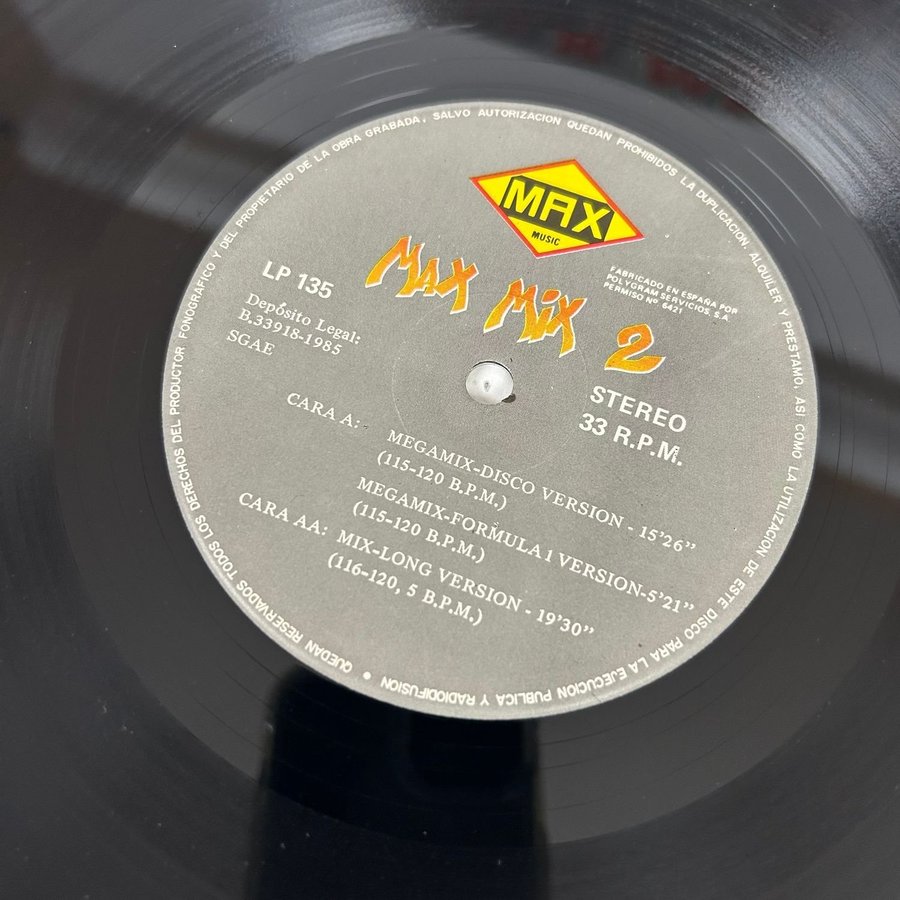 QUEDAN RESERVADOS TODOS LOS DERECHOS DEL PRODUCTOR FONOGRAFICO Y DEL PROPIETARIO DE LA OBRA GRABADA, SALVO AUTORIZACION QUEDAN PROHIBIDOS LA DUPLICACION, ALQUILER Y PRESTAMO, ASI COMO LA UTILIZACION DE ESTE DISCO PARA LA EJECUCION PUBLICA Y RADIODIFUSION •
MAX
MUSIC
MAX MIX 2
FABRICADO EN ESPAÑA POR
POLYGRAM SERVICIOS, S.A
PERMISO Nº 6421
LP 135
Depósito Legal:
B.33918-1985
SGAE
STEREO
33 R.P.M.
CARA A: MEGAMIX-DISCO VERSION - 15'26"
(115-120 B.P.M.)
MEGAMIX-FORMULA 1 VERSION-5'21"
(115-120 B.P.M.)
CARA AA: MIX-LONG VERSION - 19'30"
(116-120, 5 B.P.M.)